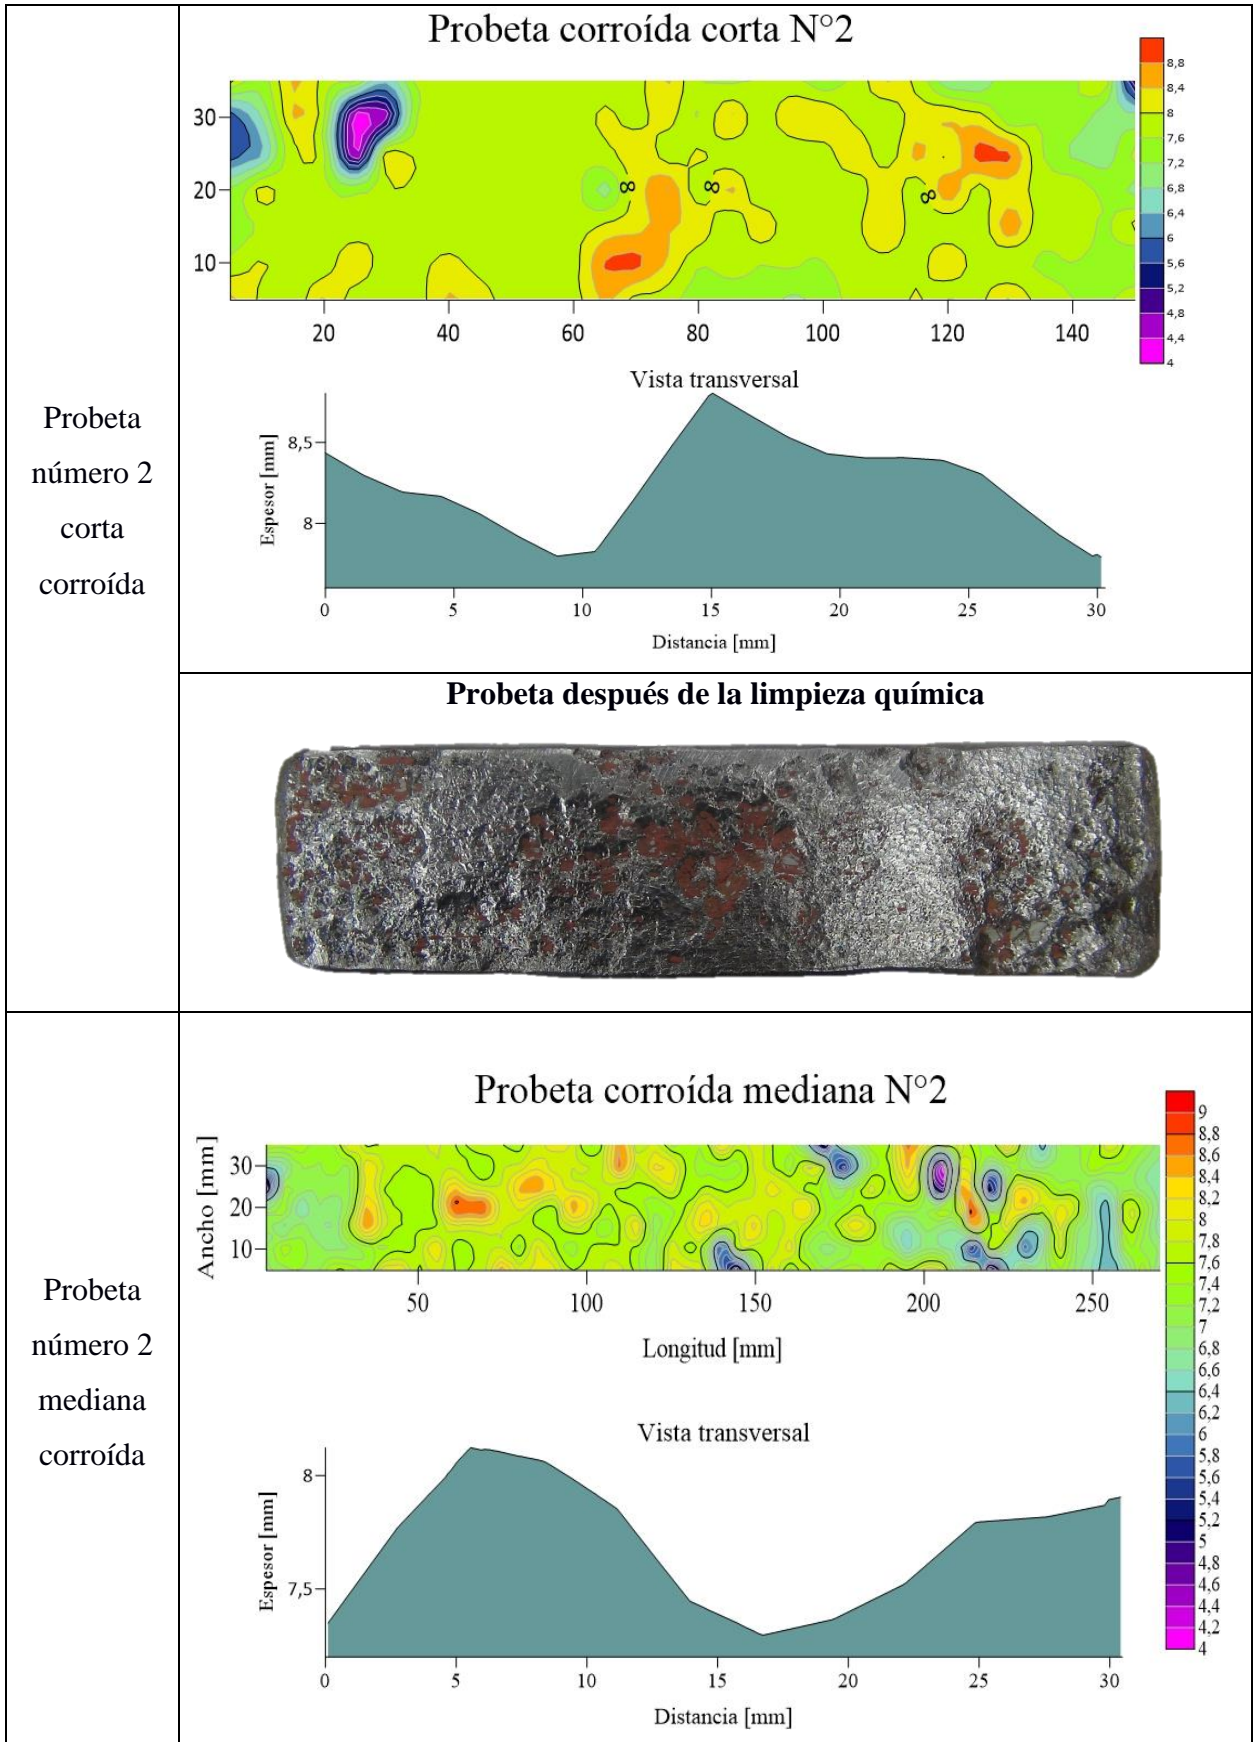 Probeta
número 2
corta
corroída
Probeta corroída corta N°2
30
20
10
8
8
8
20 40 60 80 100 120 140
8,8
8,4
8
7,6
7,2
6,8
6,4
6
5,6
5,2
4,8
4,4
4
Vista transversal
Espesor [mm]
8,5
8
0 5 10 15 20 25 30
Distancia [mm]
Probeta después de la limpieza química
Probeta
número 2
mediana
corroída
Probeta corroída mediana N°2
Ancho [mm]
30
20
10
50 100 150 200 250
Longitud [mm]
9
8,8
8,6
8,4
8,2
8
7,8
7,6
7,4
7,2
7
6,8
6,6
6,4
6,2
6
5,8
5,6
5,4
5,2
5
4,8
4,6
4,4
4,2
4
Vista transversal
Espesor [mm]
8
7,5
0 5 10 15 20 25 30
Distancia [mm]